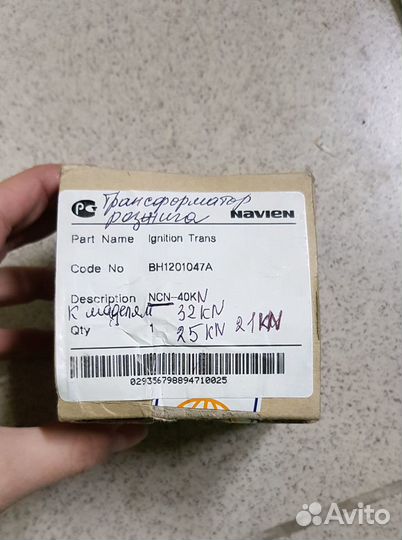 Трансформатор
розжига NAVIEN
Part Name Ignition Trans
Code No BH1201047A
Description NCN-40KN
к моделям 32KN
Qty 1 25KN 21KN
029356798894710025
Avito